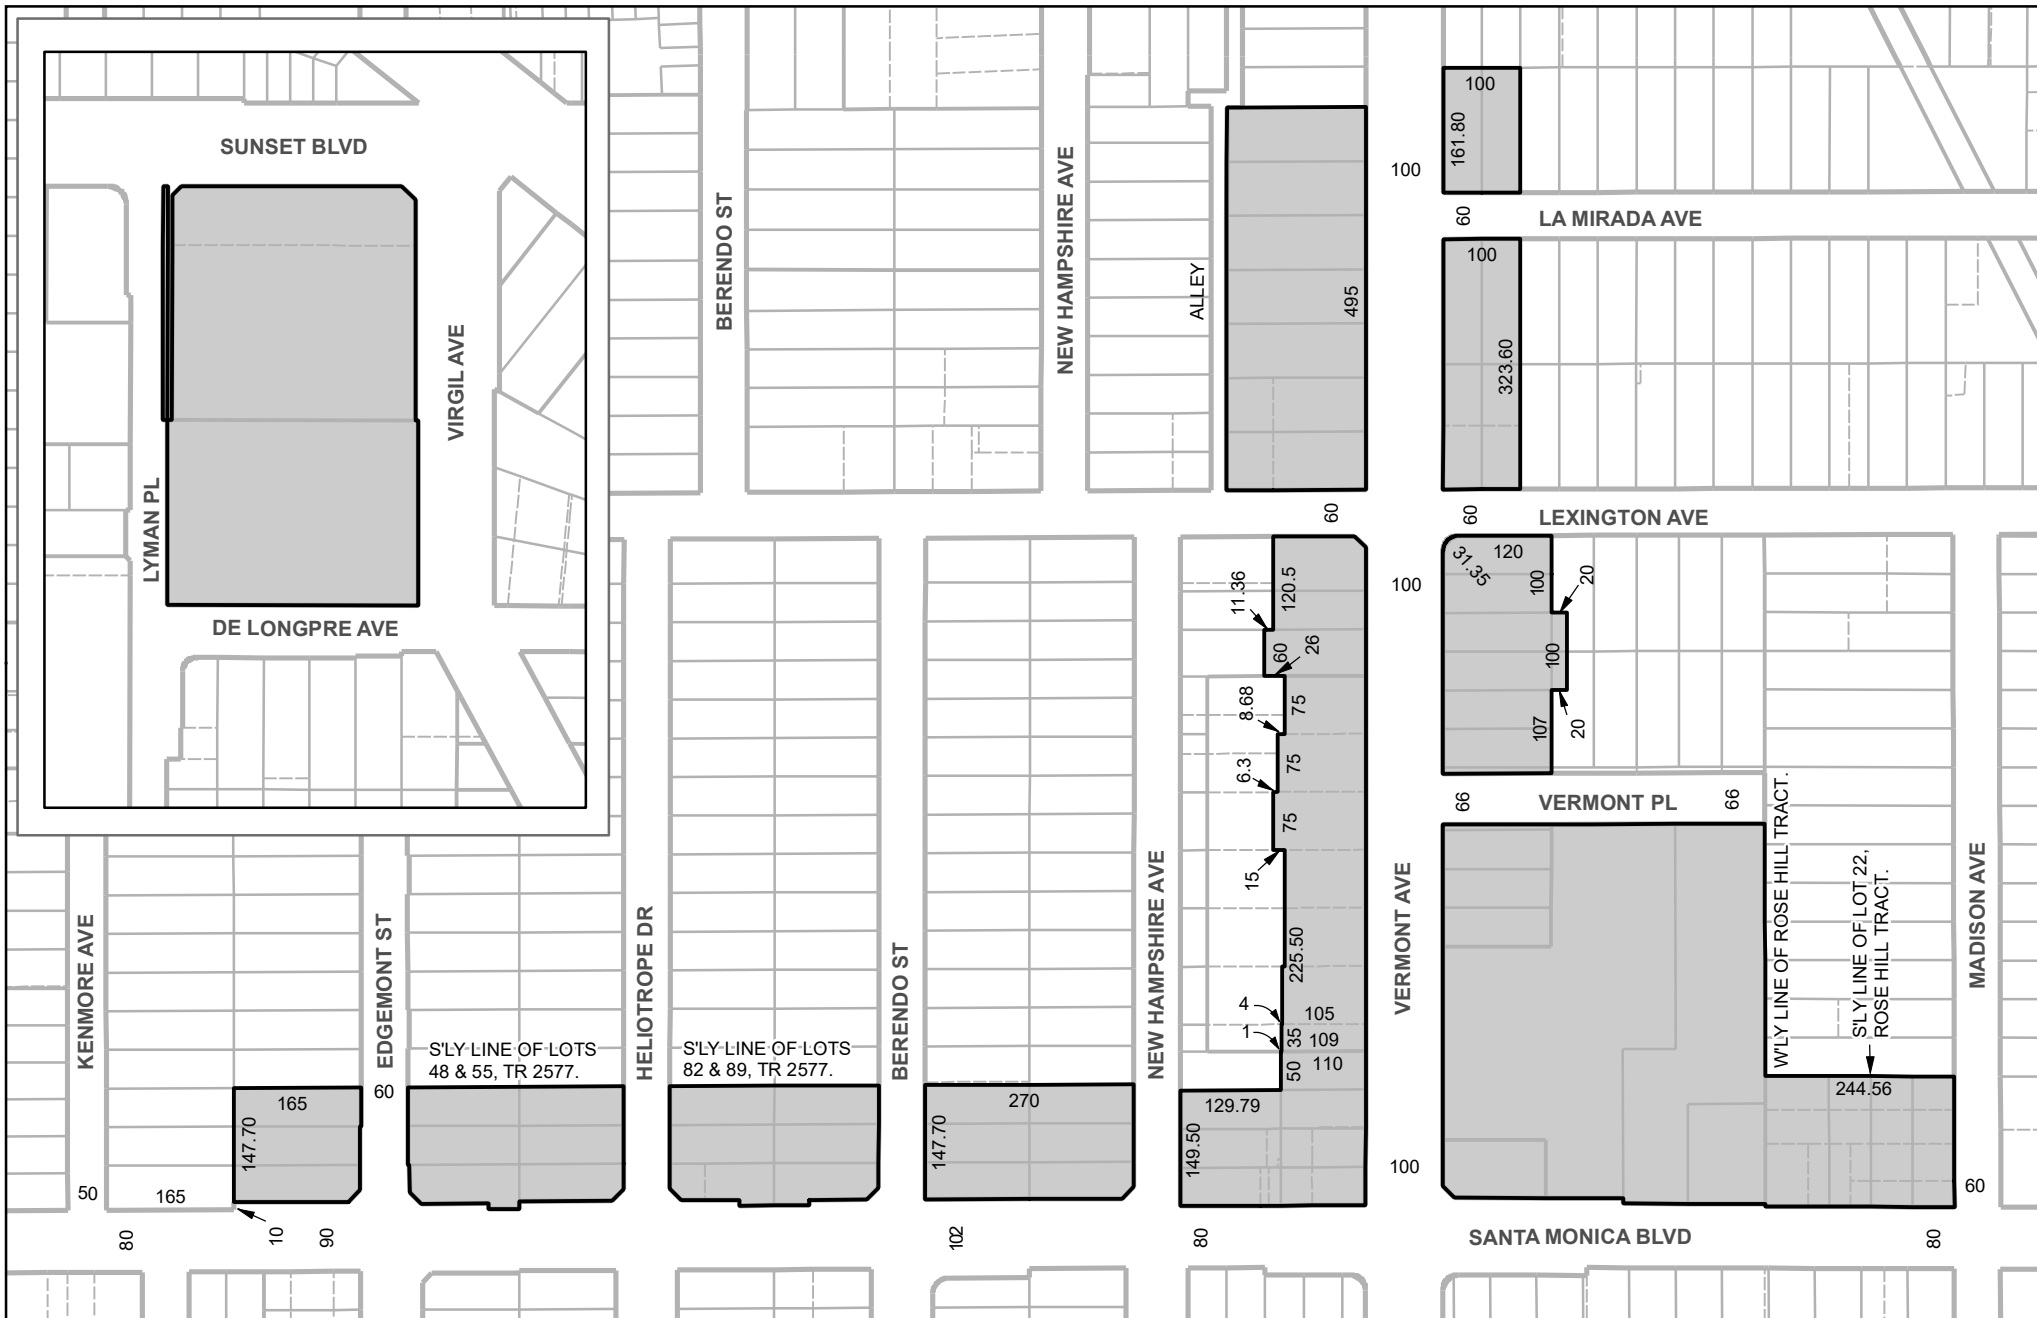 SUNSET BLVD
LYMAN PL
VIRGIL AVE
DE LONGPRE AVE
BERENDO ST
NEW HAMPSHIRE AVE
ALLEY
495
100
100
161.80
60
LA MIRADA AVE
100
323.60
60
60
LEXINGTON AVE
11.36
120.5
60
26
8.68
75
6.3
75
75
15
225.50
4
105
1
35
109
50
110
129.79
149.50
100
31.35
120
100
20
100
107
20
66
VERMONT PL
66
VERMONT AVE
W'LY LINE OF ROSE HILL TRACT.
S'LY LINE OF LOT 22,
ROSE HILL TRACT.
244.56
MADISON AVE
KENMORE AVE
EDGEMONT ST
S'LY LINE OF LOTS
48 & 55, TR 2577.
HELIOTROPE DR
S'LY LINE OF LOTS
82 & 89, TR 2577.
BERENDO ST
NEW HAMPSHIRE AVE
165
147.70
60
270
147.70
50
165
10
80
90
102
80
100
SANTA MONICA BLVD
60
80